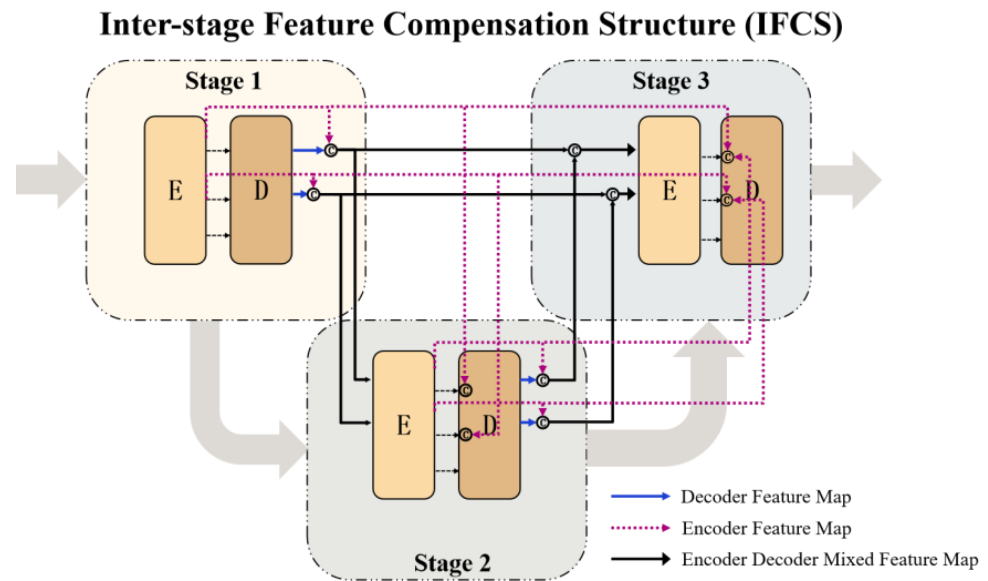 Inter-stage Feature Compensation Structure (IFCS)
Stage 1
Stage 3
E
D
C
C
C
C
E
D
C
C
E
D
C
C
C
C
Stage 2
Decoder Feature Map
Encoder Feature Map
Encoder Decoder Mixed Feature Map